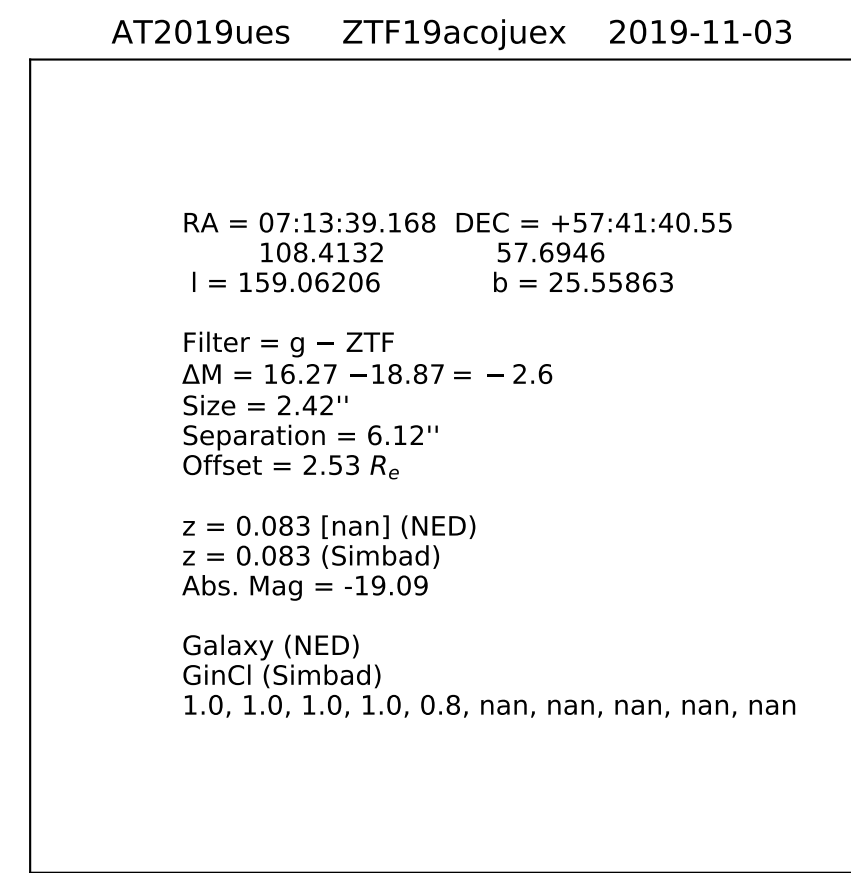 AT2019ues ZTF19acojuex 2019-11-03
RA = 07:13:39.168 DEC = +57:41:40.55
108.4132 57.6946
l = 159.06206 b = 25.55863
Filter = g − ZTF
ΔM = 16.27 −18.87 = − 2.6
Size = 2.42''
Separation = 6.12''
Offset = 2.53 Rₑ
z = 0.083 [nan] (NED)
z = 0.083 (Simbad)
Abs. Mag = -19.09
Galaxy (NED)
GinCl (Simbad)
1.0, 1.0, 1.0, 1.0, 0.8, nan, nan, nan, nan, nan